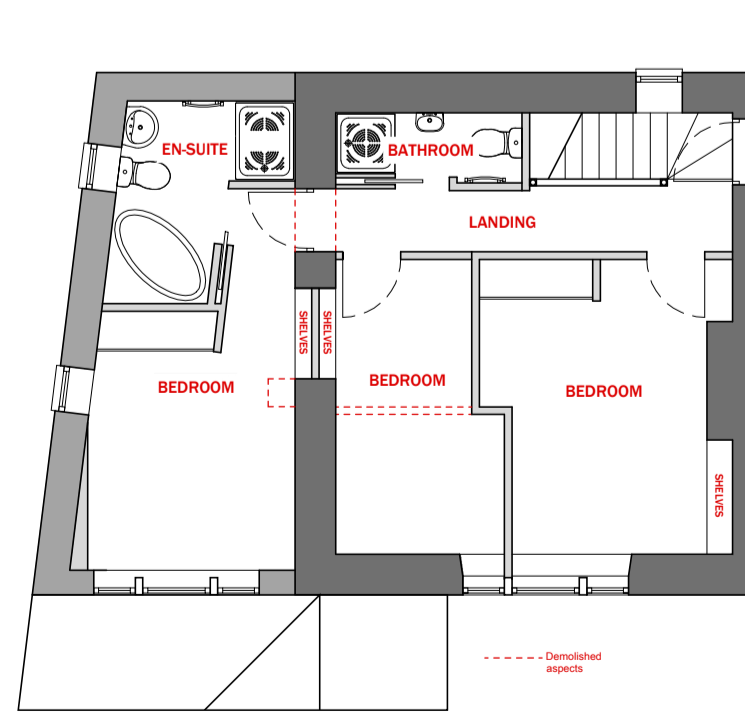 EN-SUITE
BATHROOM
LANDING
SHELVES
SHELVES
BEDROOM
BEDROOM
BEDROOM
SHELVES
Demolished
aspects